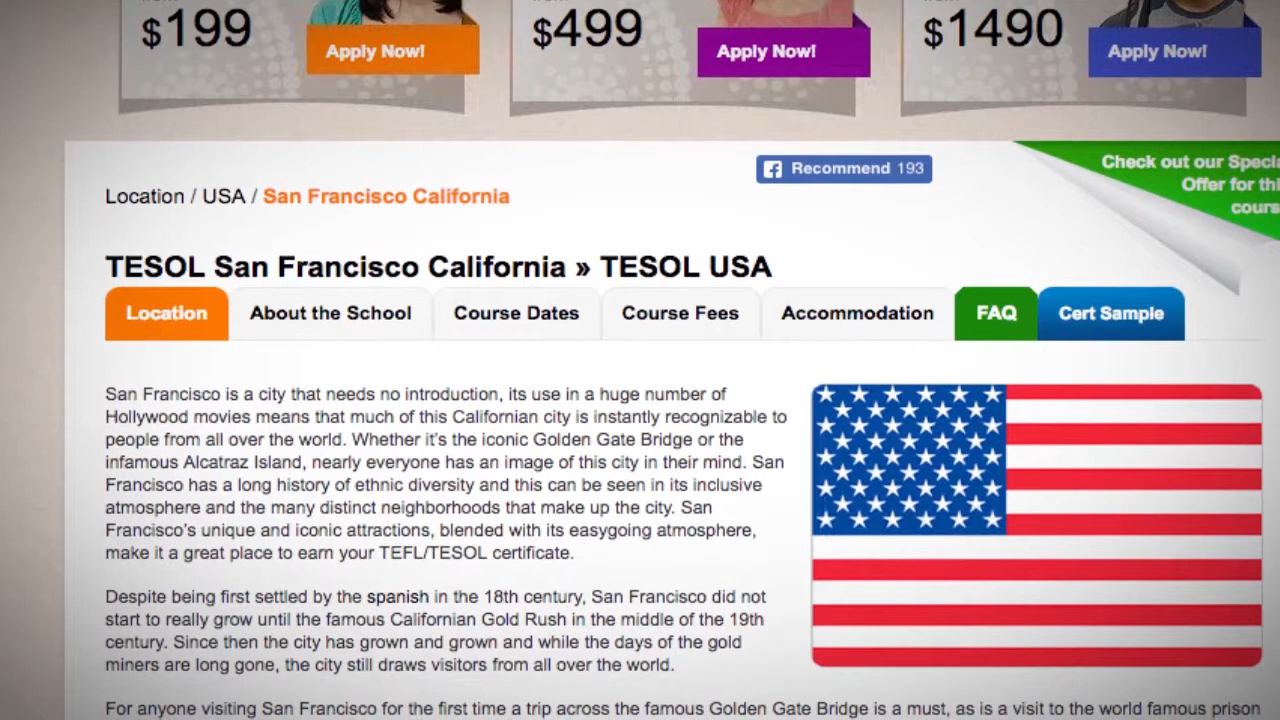 $199
Apply Now!
$499
Apply Now!
$1490
Apply Now!
Recommend 193
Check out our
Location / USA / San Francisco California
TESOL San Francisco California » TESOL USA
Location
About the School
Course Dates
Course Fees
Accommodation
FAQ
Cert Sample
San Francisco is a city that needs no introduction, its use in a huge number of
Hollywood movies means that much of this Californian city is instantly recognizable to
people from all over the world. Whether it's the iconic Golden Gate Bridge or the
infamous Alcatraz Island, nearly everyone has an image of this city in their mind. San
Francisco has a long history of ethnic diversity and this can be seen in its inclusive
atmosphere and the many distinct neighborhoods that make up the city. San
Francisco's unique and iconic attractions, blended with its easygoing atmosphere,
make it a great place to earn your TEFL/TESOL certificate.
Despite being first settled by the spanish in the 18th century, San Francisco did not
start to really grow until the famous Californian Gold Rush in the middle of the 19th
century. Since then the city has grown and grown and while the days of the gold
miners are long gone, the city still draws visitors from all over the world.
For anyone visiting San Francisco for the first time a trip across the famous Golden Gate Bridge is a must, as is a visit to the world famous prison